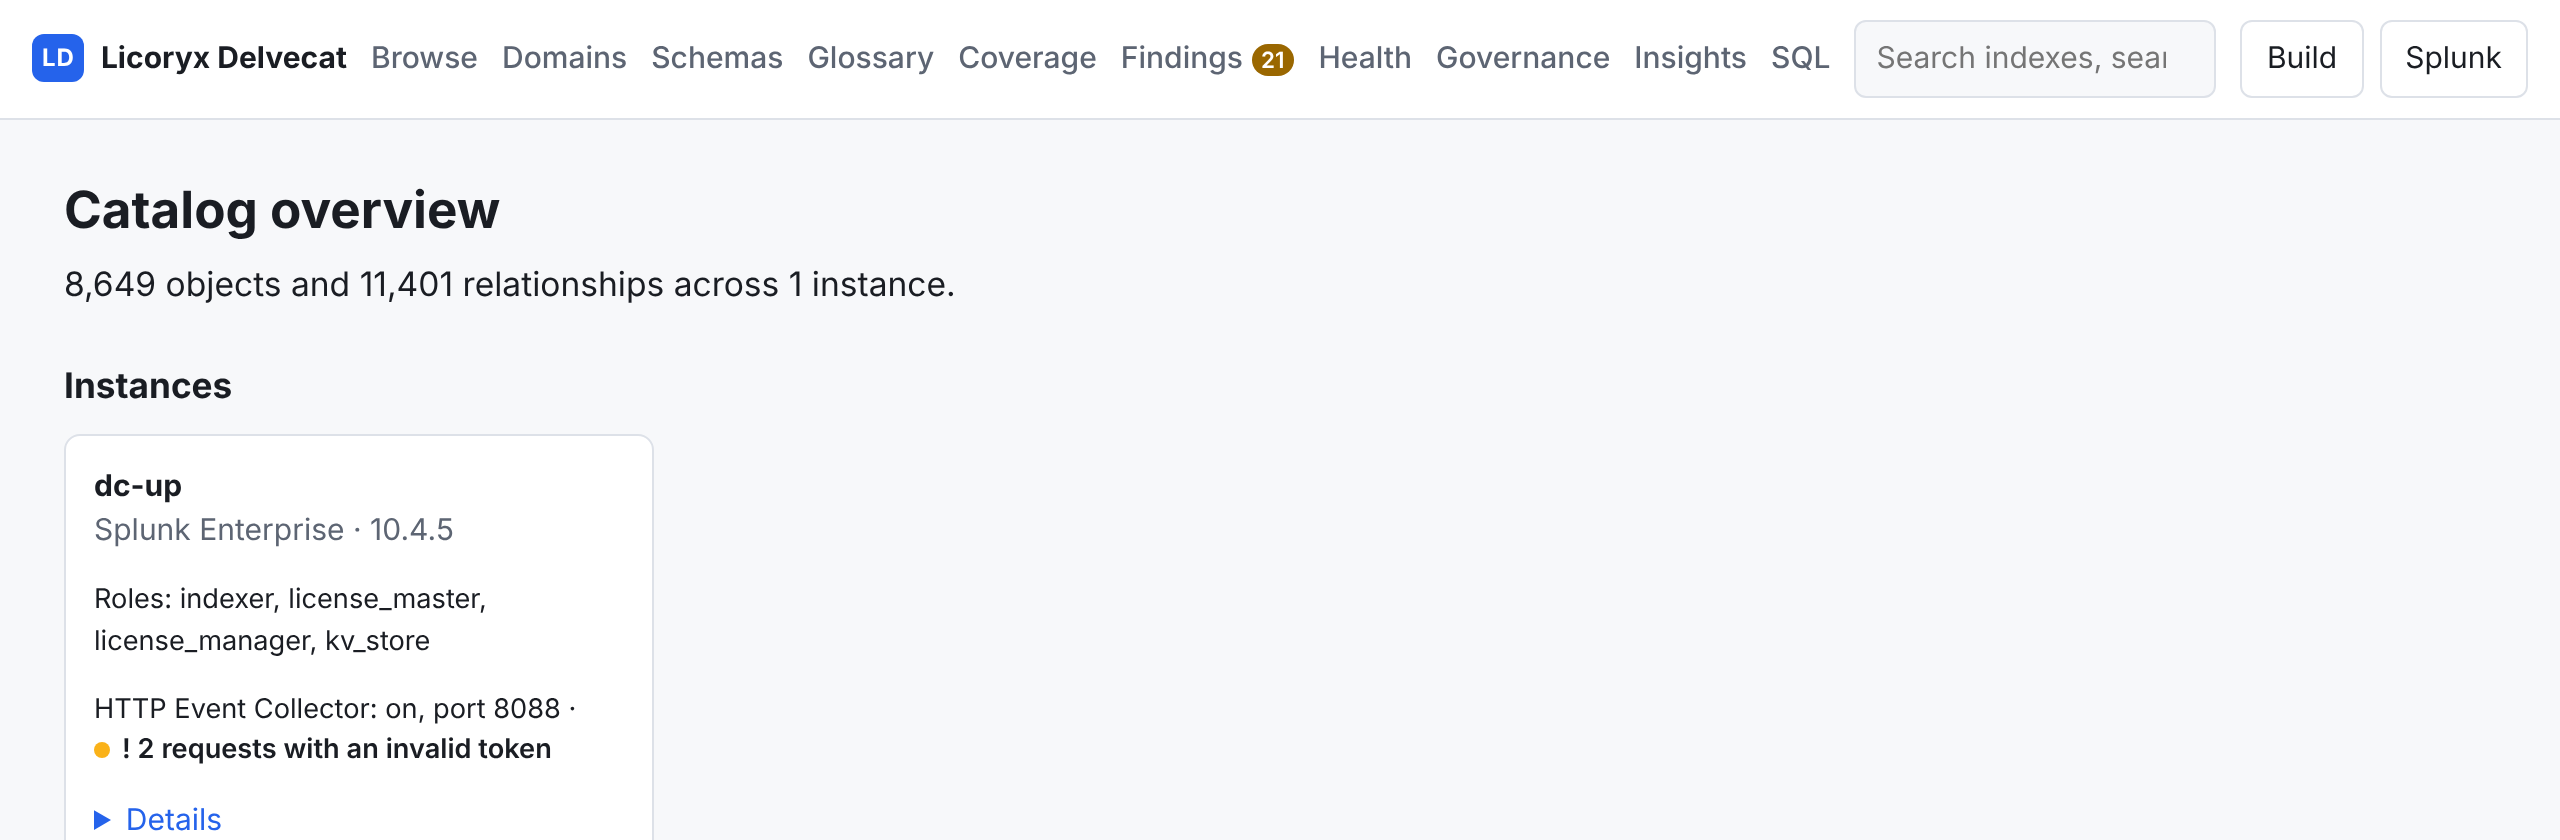 LD Licoryx Delvecat Browse Domains Schemas Glossary Coverage Findings 21 Health Governance Insights SQL Search indexes, sear Build Splunk
Catalog overview
8,649 objects and 11,401 relationships across 1 instance.
Instances
dc-up
Splunk Enterprise · 10.4.5
Roles: indexer, license_master,
license_manager, kv_store
HTTP Event Collector: on, port 8088 ·
! 2 requests with an invalid token
Details